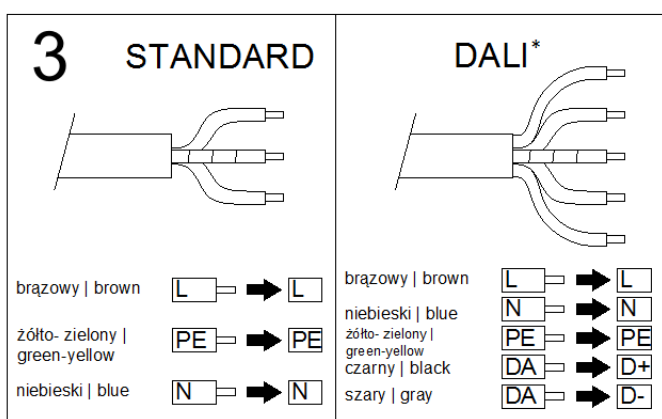 3 STANDARD
brązowy | brown L L
żółto- zielony |
green-yellow PE PE
niebieski | blue N N
DALI*
brązowy | brown L L
niebieski | blue N N
żółto- zielony |
green-yellow PE PE
czarny | black DA D+
szary | gray DA D-